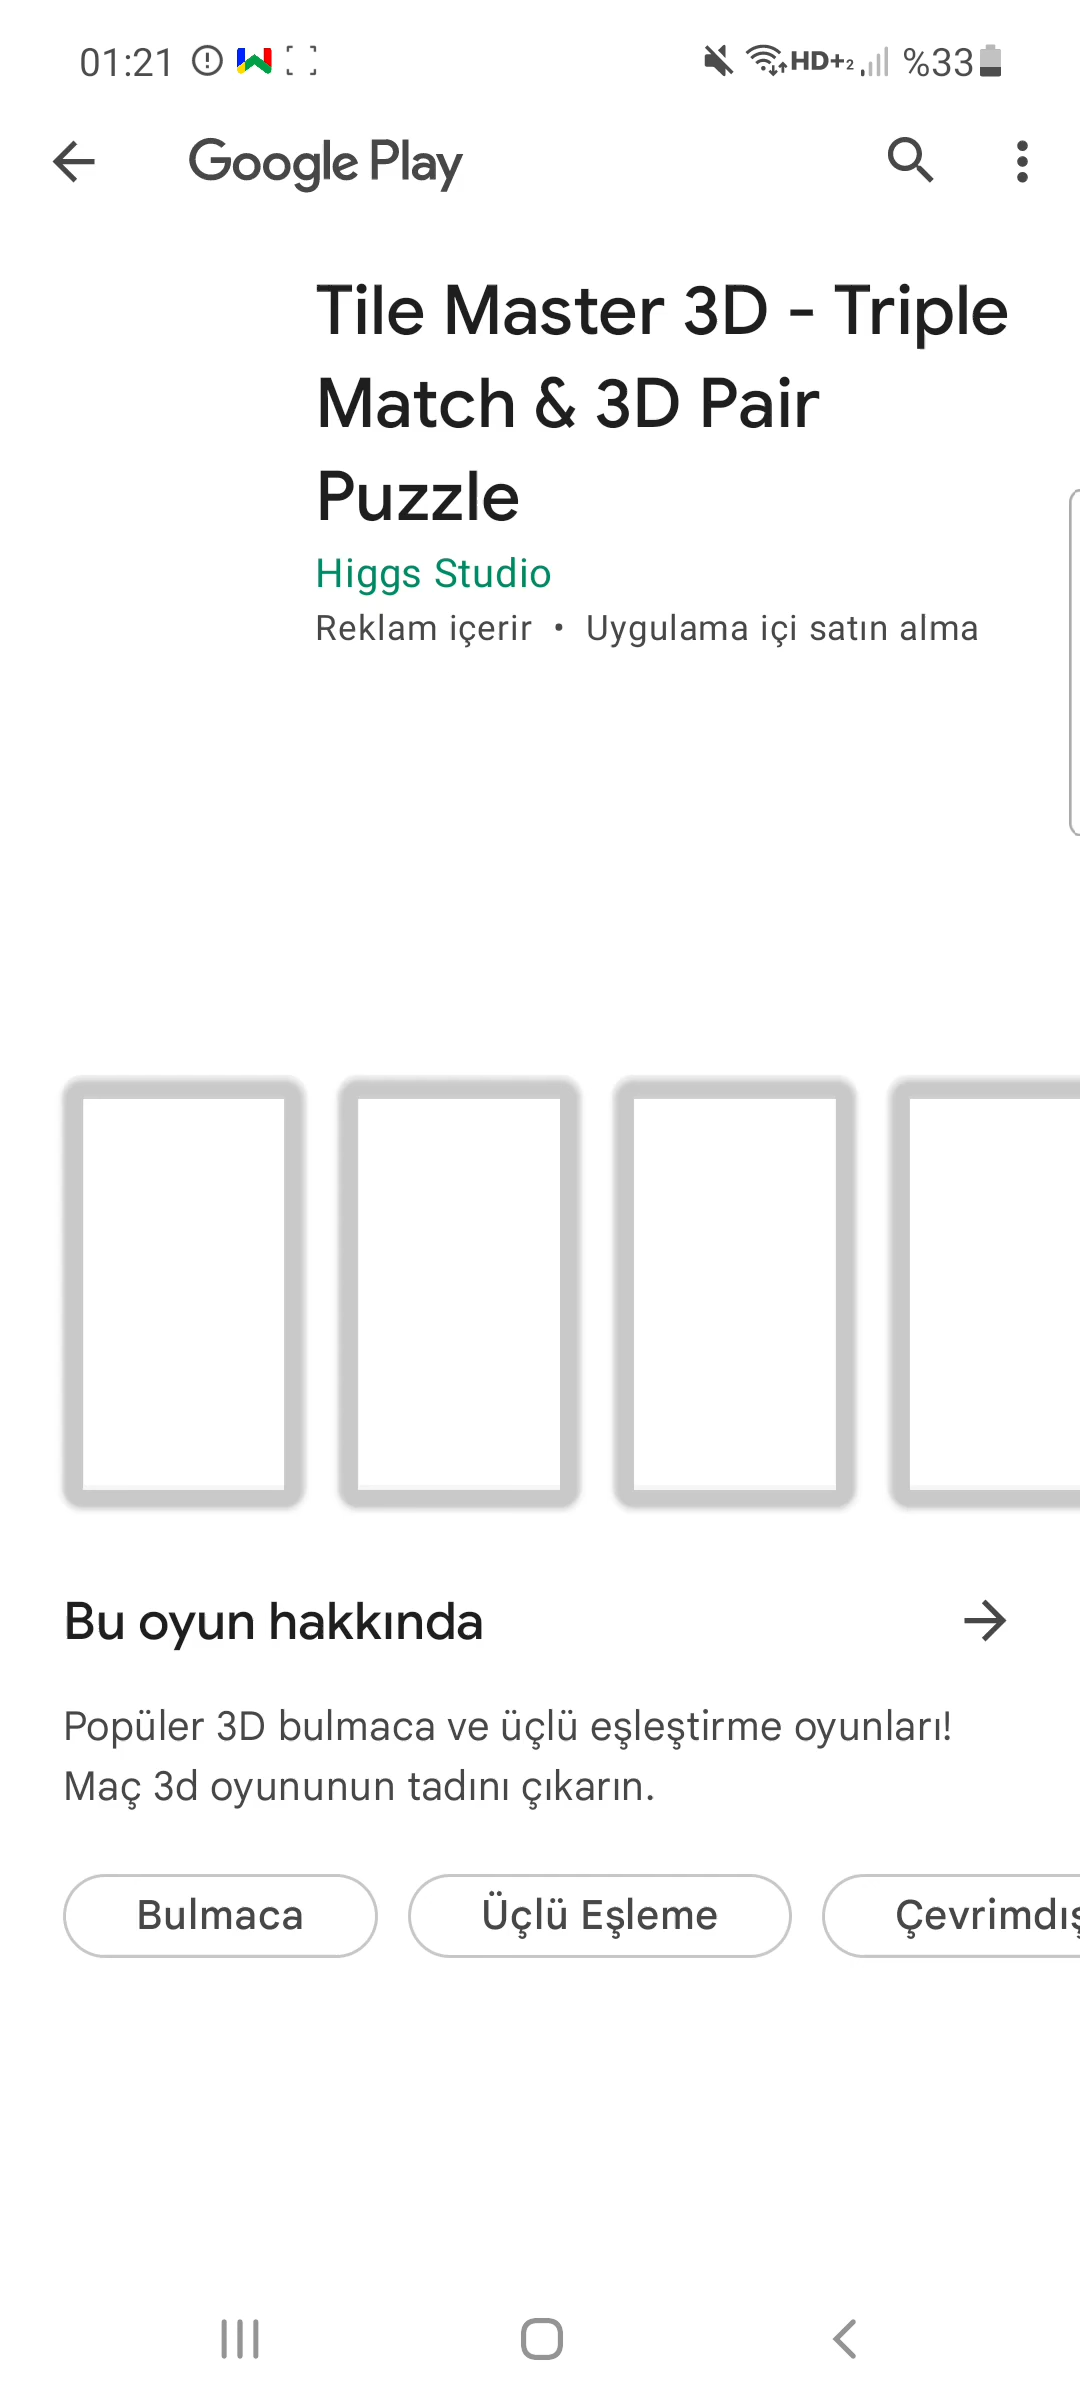 01:21 HD+2 %33
Google Play
Tile Master 3D - Triple
Match & 3D Pair
Puzzle
Higgs Studio
Reklam içerir • Uygulama içi satın alma
Bu oyun hakkında
Popüler 3D bulmaca ve üçlü eşleştirme oyunları!
Maç 3d oyununun tadını çıkarın.
Bulmaca Üçlü Eşleme Çevrimdış